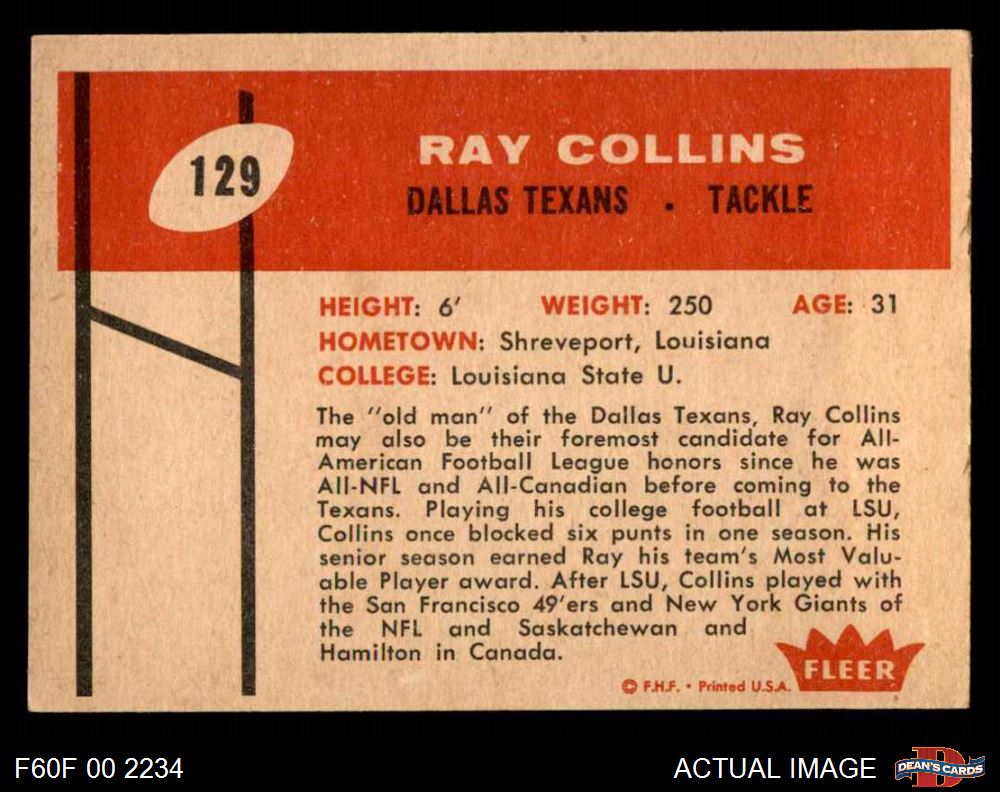 129
RAY COLLINS
DALLAS TEXANS . TACKLE
HEIGHT: 6' WEIGHT: 250 AGE: 31
HOMETOWN: Shreveport, Louisiana
COLLEGE: Louisiana State U.
The "old man" of the Dallas Texans, Ray Collins
may also be their foremost candidate for All-
American Football League honors since he was
All-NFL and All-Canadian before coming to the
Texans. Playing his college football at LSU,
Collins once blocked six punts in one season. His
senior season earned Ray his team's Most Valu-
able Player award. After LSU, Collins played with
the San Francisco 49'ers and New York Giants of
the NFL and Saskatchewan and
Hamilton in Canada.
FLEER
© F.H.F. • Printed U.S.A.
F60F 00 2234
ACTUAL IMAGE
D
DEAN'S CARDS